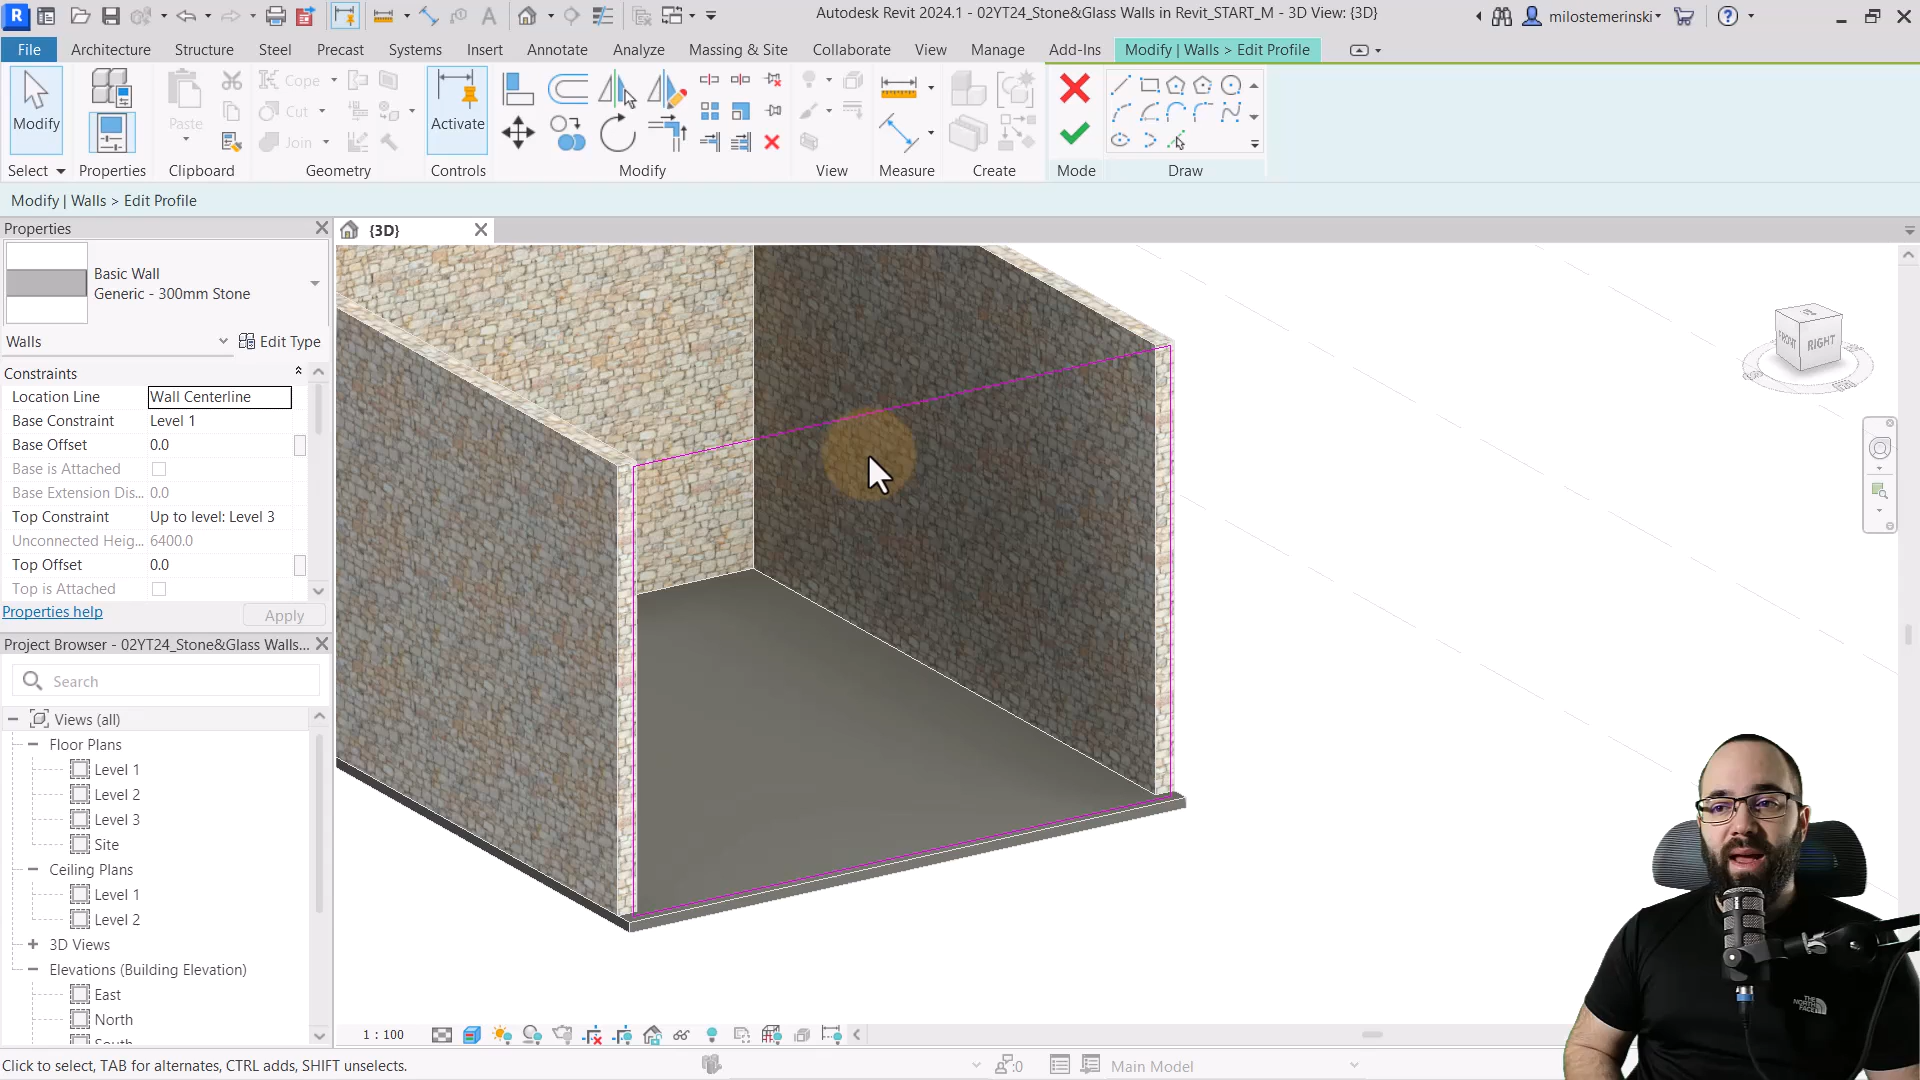 Autodesk Revit 2024.1 - 02YT24_Stone&Glass Walls in Revit_START_M - 3D View: {3D}
milostemerinski
File Architecture Structure Steel Precast Systems Insert Annotate Analyze Massing & Site Collaborate View Manage Add-Ins Modify | Walls > Edit Profile
Modify
Paste
Cope
Cut
Join
Activate
Select Properties Clipboard Geometry Controls Modify View Measure Create Mode Draw
Modify | Walls > Edit Profile
Properties
{3D}
Basic Wall
Generic - 300mm Stone
Walls
Edit Type
Constraints
Location Line Wall Centerline
Base Constraint Level 1
Base Offset 0.0
Base is Attached
Base Extension Dis... 0.0
Top Constraint Up to level: Level 3
Unconnected Heig... 6400.0
Top Offset 0.0
Top is Attached
Properties help
Apply
Project Browser - 02YT24_Stone&Glass Walls...
Search
Views (all)
Floor Plans
Level 1
Level 2
Level 3
Site
Ceiling Plans
Level 1
Level 2
3D Views
Elevations (Building Elevation)
East
North
South
FRONT
RIGHT
THE NORTH FACE
1 : 100
Click to select, TAB for alternates, CTRL adds, SHIFT unselects.
:0
Main Model